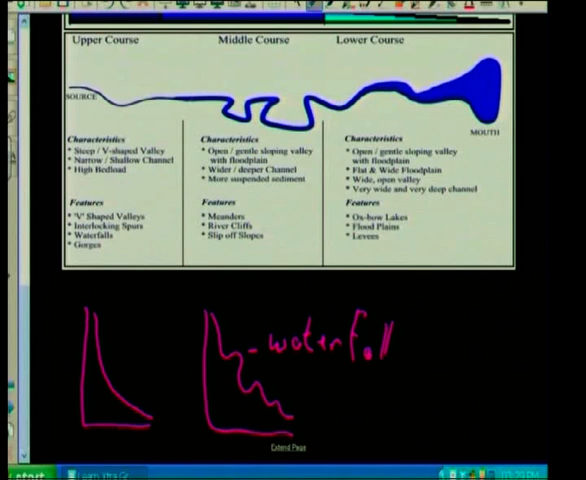 Upper Course
Middle Course
Lower Course
SOURCE
MOUTH
Characteristics
* Steep / V-shaped Valley
* Narrow / Shallow Channel
* High Bedload
Features
* 'V' Shaped Valleys
* Interlocking Spurs
* Waterfalls
* Gorges
Characteristics
* Open / gentle sloping valley
with floodplain
* Wider / deeper Channel
* More suspended sediment
Features
* Meanders
* River Cliffs
* Slip off Slopes
Characteristics
* Open / gentle sloping valley
with floodplain
* Flat & Wide Floodplain
* Wide, open valley
* Very wide and very deep channel
Features
* Ox-bow Lakes
* Flood Plains
* Levees
- waterfall
Extend Page
start